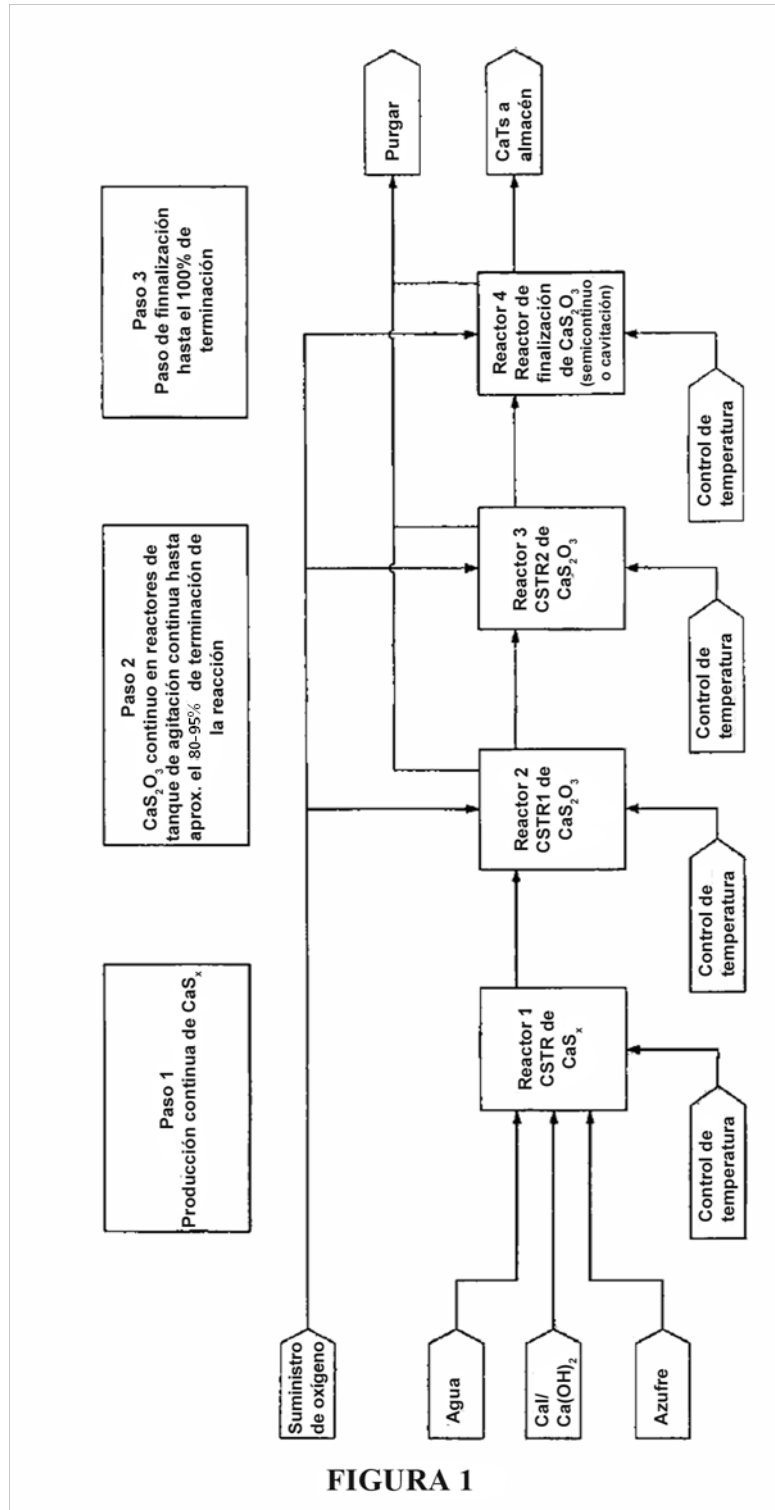 Paso 1
Producción continua de CaSₓ
Paso 2
CaS₂O₃ continuo en reactores de
tanque de agitación continua hasta
aprox. el 80-95% de terminación de
la reacción
Paso 3
Paso de finnalización
hasta el 100% de
terminación
Suministro
de oxígeno
Purgar
Agua
Cal/
Ca(OH)₂
Azufre
Reactor 1
CSTR de
CaSₓ
Reactor 2
CSTR1 de
CaS₂O₃
Reactor 3
CSTR2 de
CaS₂O₃
Reactor 4
Reactor de
finalización
de CaS₂O₃
(semicontinuo
o cavitación)
CaTs a
almacén
Control de
temperatura
Control de
temperatura
Control de
temperatura
Control de
temperatura
FIGURA 1